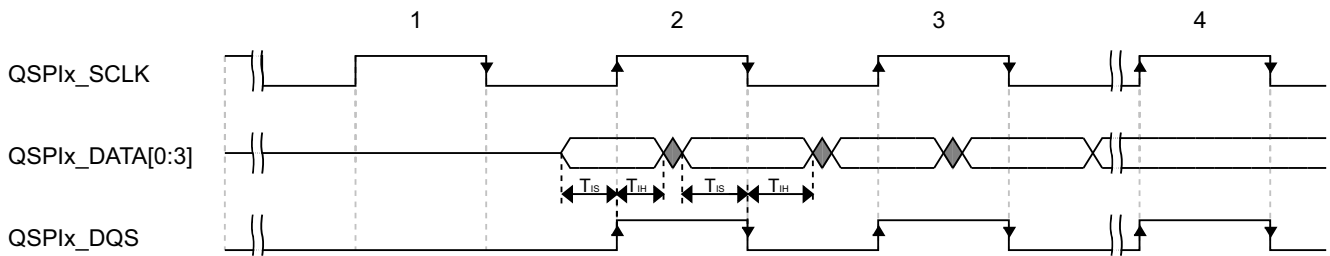 1 2 3 4
QSPIx_SCLK
QSPIx_DATA[0:3]
TIS TIH TIS TIH
QSPIx_DQS